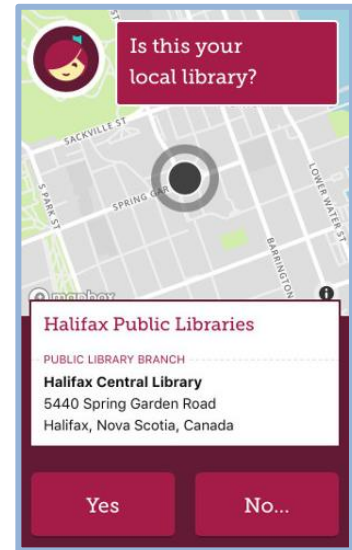 Is this your
local library?
SACKVILLE ST
S PARK ST
SPRING GAR
LOWER WATER ST
BARRINGTON
mapbox
Halifax Public Libraries
PUBLIC LIBRARY BRANCH
Halifax Central Library
5440 Spring Garden Road
Halifax, Nova Scotia, Canada
Yes
No...